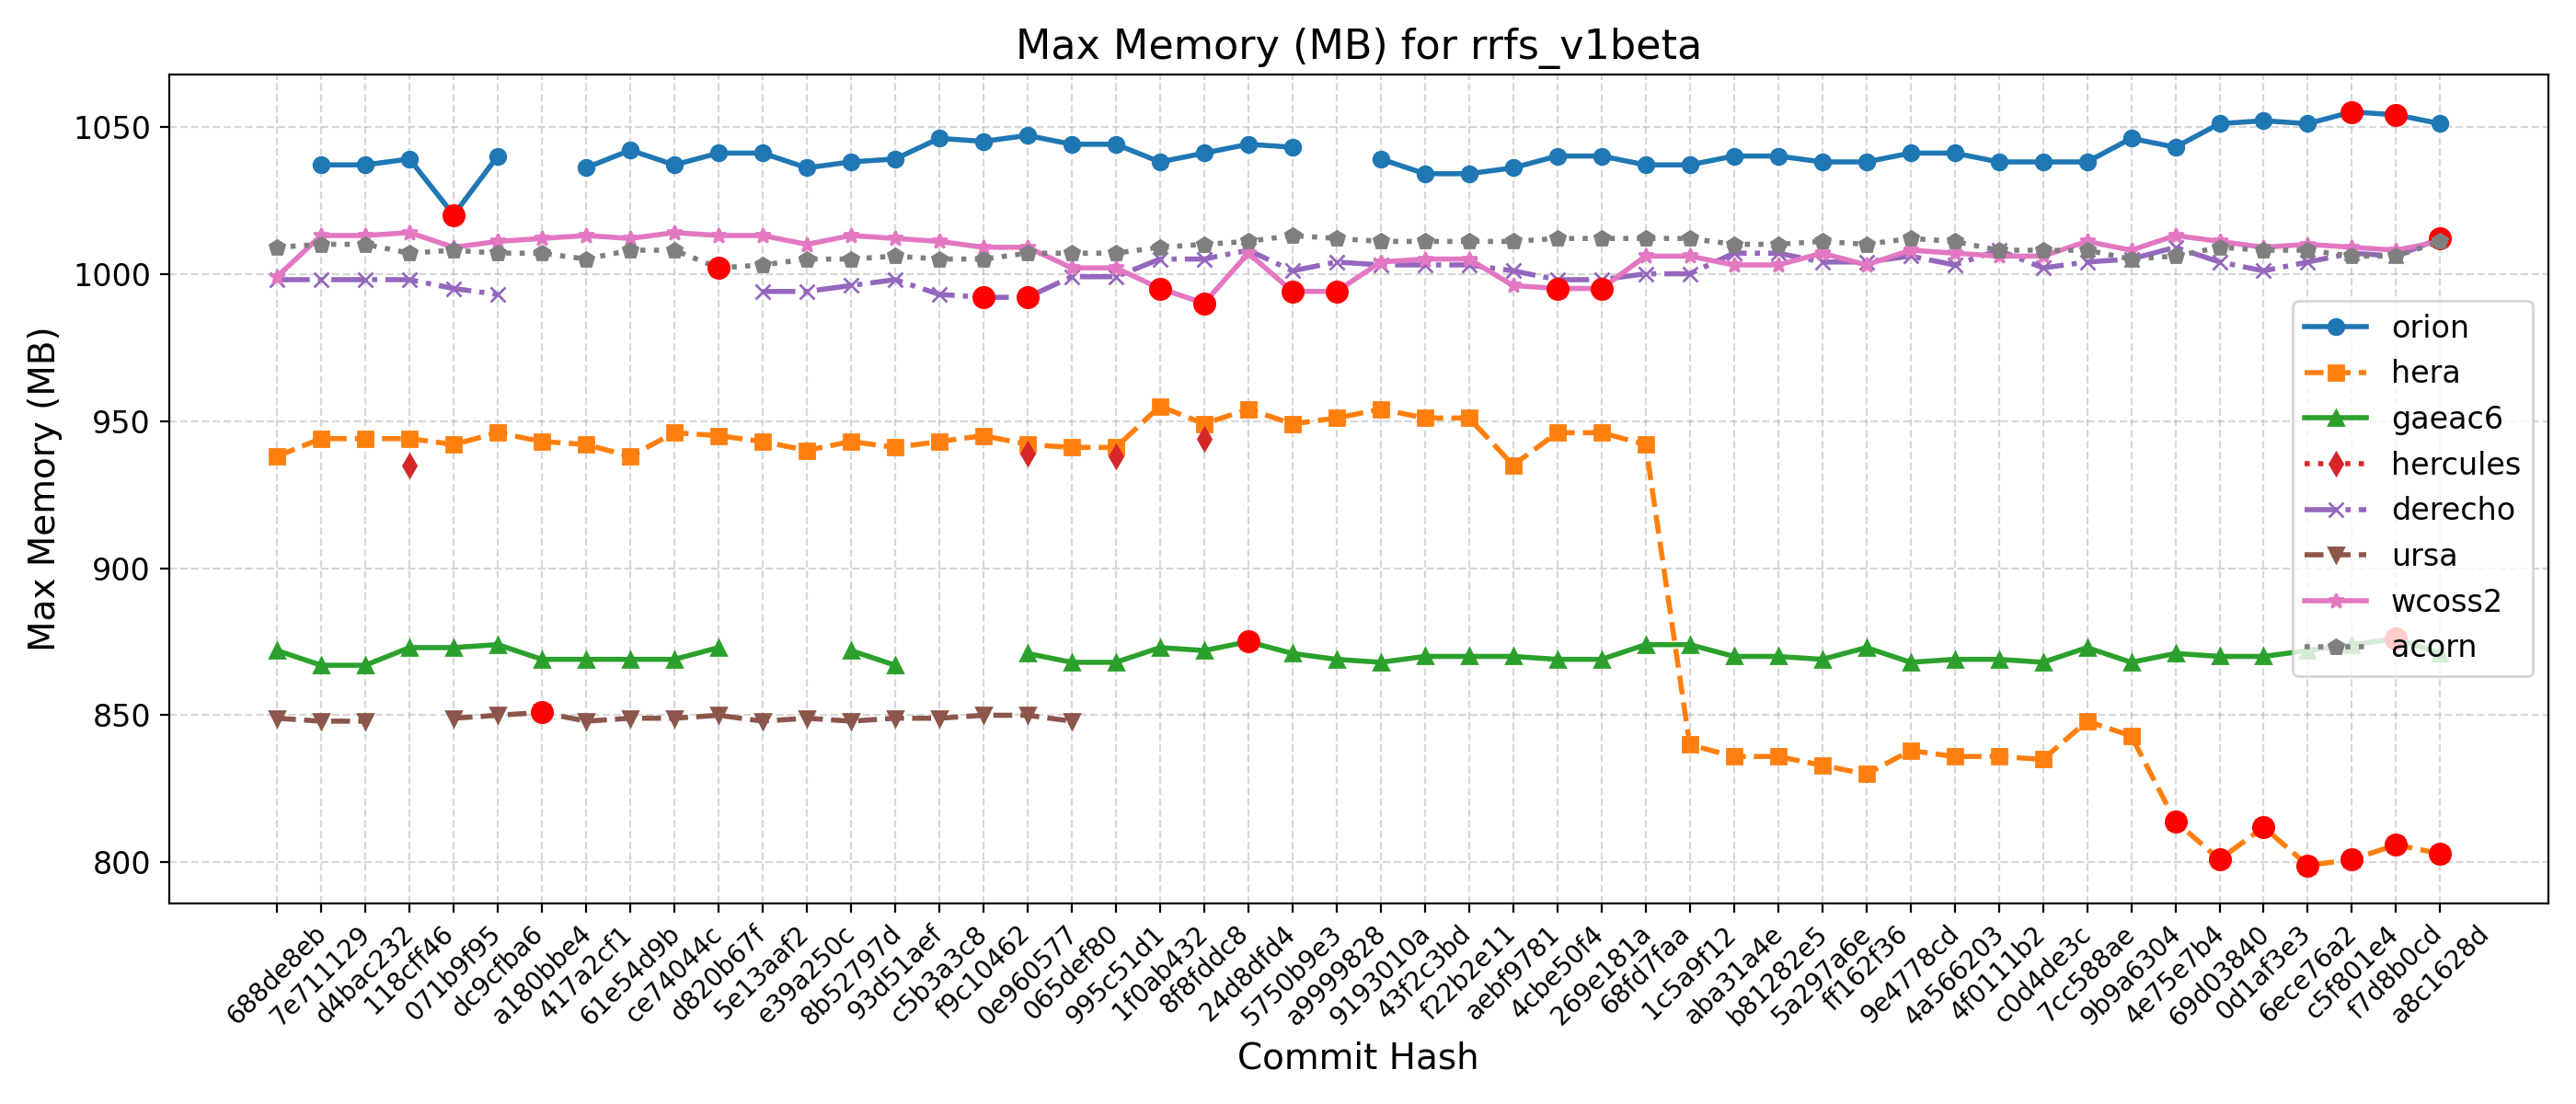 Max Memory (MB) for rrfs_v1beta
Max Memory (MB)
1050
1000
950
900
850
800
orion
hera
gaeac6
hercules
derecho
ursa
wcoss2
acorn
688de8eb
7e711129
d4bac232
118cff46
071b9f95
dc9cfba6
a180bbe4
417a2cf1
61e54d9b
ce74044c
d820b67f
5e13aaf2
e39a250c
8b52797d
93d51aef
c5b3a3c8
f9c10462
0e960577
065def80
995c51d1
1f0ab432
8f8fddc8
24d8dfd4
5750b9e3
a9999828
9193010a
43f2c3bd
f22b2e11
aebf9781
4cbe50f4
269e181a
68fd7faa
1c5a9f12
aba31a4e
b81282e5
5a297a6e
ff162f36
9e4778cd
4a566203
4f0111b2
c0d4de3c
7cc588ae
9b9a6304
4e75e7b4
69d03840
0d1af3e3
6ece76a2
c5f801e4
f7d8b0cd
a8c1628d
Commit Hash